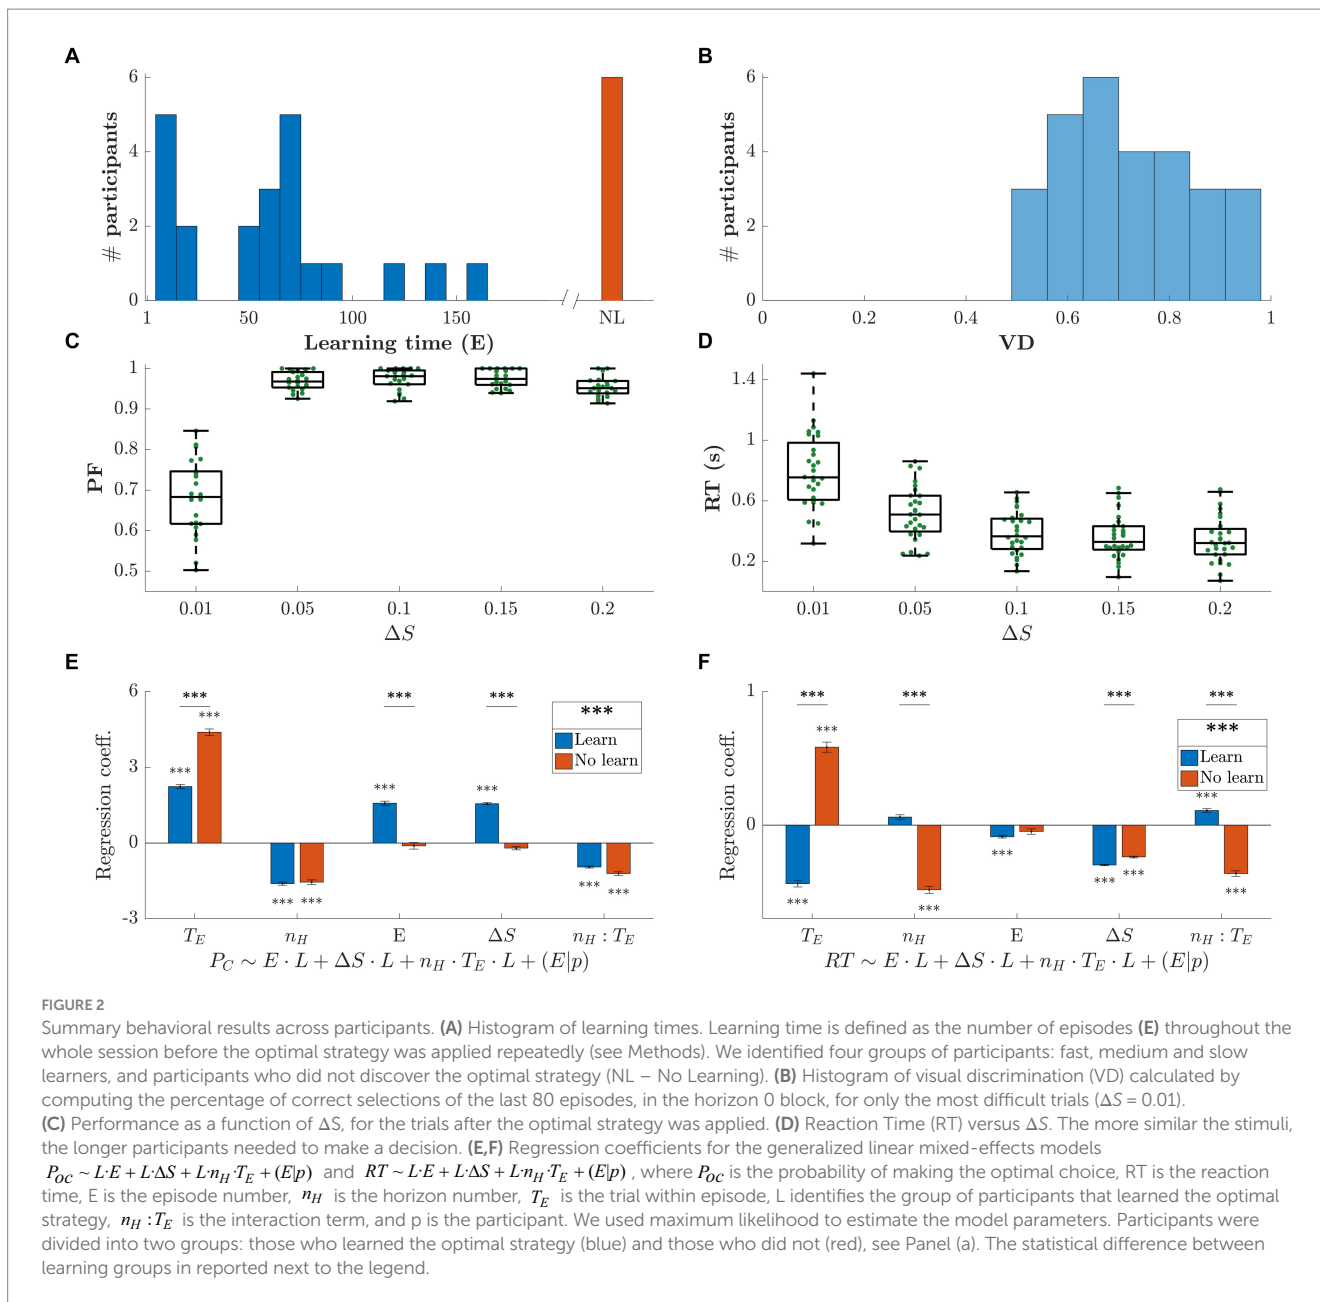 A
# participants
6
4
2
0
1
50
100
150
NL
Learning time (E)
B
# participants
6
4
2
0
0
0.2
0.4
0.6
0.8
1
VD
C
PF
1
0.9
0.8
0.7
0.6
0.5
0.01
0.05
0.1
0.15
0.2
ΔS
D
RT (s)
1.4
1
0.6
0.2
0.01
0.05
0.1
0.15
0.2
ΔS
E
Regression coeff.
6
3
0
-3
***
***
***
***
***
***
***
***
***
***
***
***
Learn
No learn
T_E
n_H
E
ΔS
n_H : T_E
P_C ∼ E · L + ΔS · L + n_H · T_E · L + (E|p)
F
Regression coeff.
1
0
***
***
***
***
***
***
***
***
***
***
***
***
***
Learn
No learn
T_E
n_H
E
ΔS
n_H : T_E
RT ∼ E · L + ΔS · L + n_H · T_E · L + (E|p)
FIGURE 2
Summary behavioral results across participants. (A) Histogram of learning times. Learning time is defined as the number of episodes (E) throughout the
whole session before the optimal strategy was applied repeatedly (see Methods). We identified four groups of participants: fast, medium and slow
learners, and participants who did not discover the optimal strategy (NL – No Learning). (B) Histogram of visual discrimination (VD) calculated by
computing the percentage of correct selections of the last 80 episodes, in the horizon 0 block, for only the most difficult trials (ΔS = 0.01).
(C) Performance as a function of ΔS, for the trials after the optimal strategy was applied. (D) Reaction Time (RT) versus ΔS. The more similar the stimuli,
the longer participants needed to make a decision. (E,F) Regression coefficients for the generalized linear mixed-effects models
P_OC ~ L·E + L·ΔS + L·n_H·T_E + (E|p) and RT ~ L·E + L·ΔS + L·n_H·T_E + (E|p) , where P_OC is the probability of making the optimal choice, RT is the reaction
time, E is the episode number, n_H is the horizon number, T_E is the trial within episode, L identifies the group of participants that learned the optimal
strategy, n_H : T_E is the interaction term, and p is the participant. We used maximum likelihood to estimate the model parameters. Participants were
divided into two groups: those who learned the optimal strategy (blue) and those who did not (red), see Panel (a). The statistical difference between
learning groups in reported next to the legend.